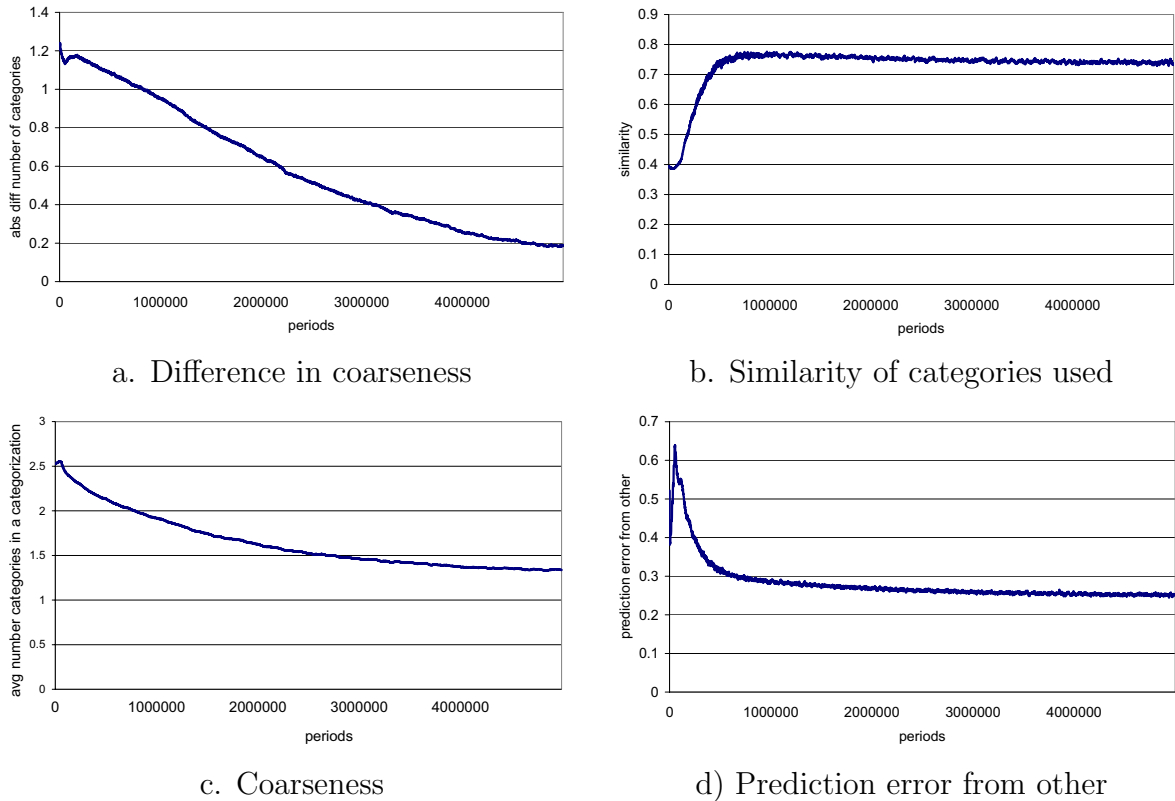 1.4
1.2
1
0.8
0.6
0.4
0.2
0
abs diff number of categories
0 1000000 2000000 3000000 4000000
periods
a. Difference in coarseness
0.9
0.8
0.7
0.6
0.5
0.4
0.3
0.2
0.1
0
similarity
0 1000000 2000000 3000000 4000000
periods
b. Similarity of categories used
3
2.5
2
1.5
1
0.5
0
avg number categories in a categorization
0 1000000 2000000 3000000 4000000
periods
c. Coarseness
0.7
0.6
0.5
0.4
0.3
0.2
0.1
0
prediction error from other
0 1000000 2000000 3000000 4000000
periods
d) Prediction error from other